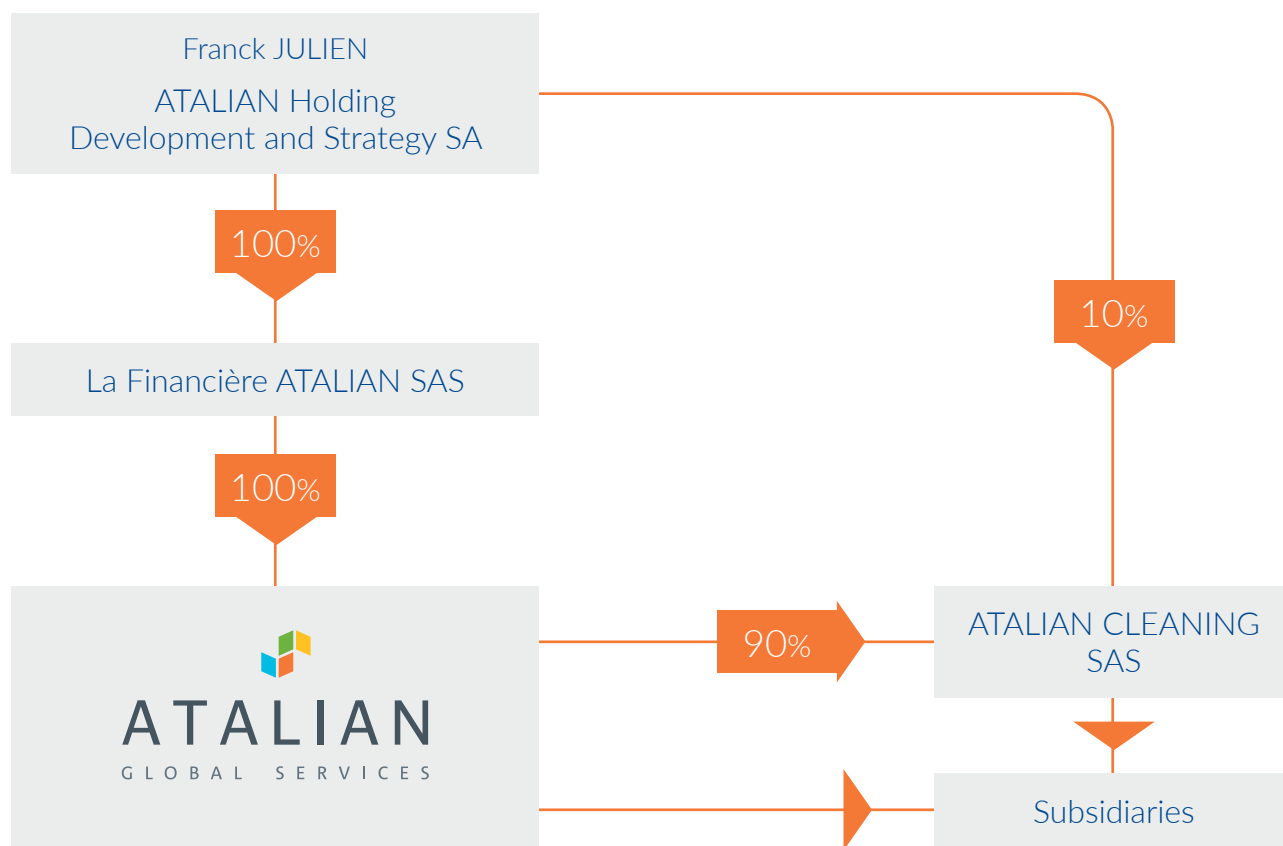 Franck JULIEN
ATALIAN Holding
Development and Strategy SA
100%
10%
La Financière ATALIAN SAS
100%
90%
ATALIAN CLEANING
SAS
ATALIAN
GLOBAL SERVICES
Subsidiaries